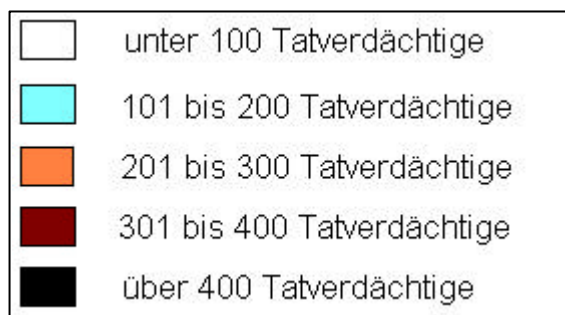 unter 100 Tatverdächtige
101 bis 200 Tatverdächtige
201 bis 300 Tatverdächtige
301 bis 400 Tatverdächtige
über 400 Tatverdächtige